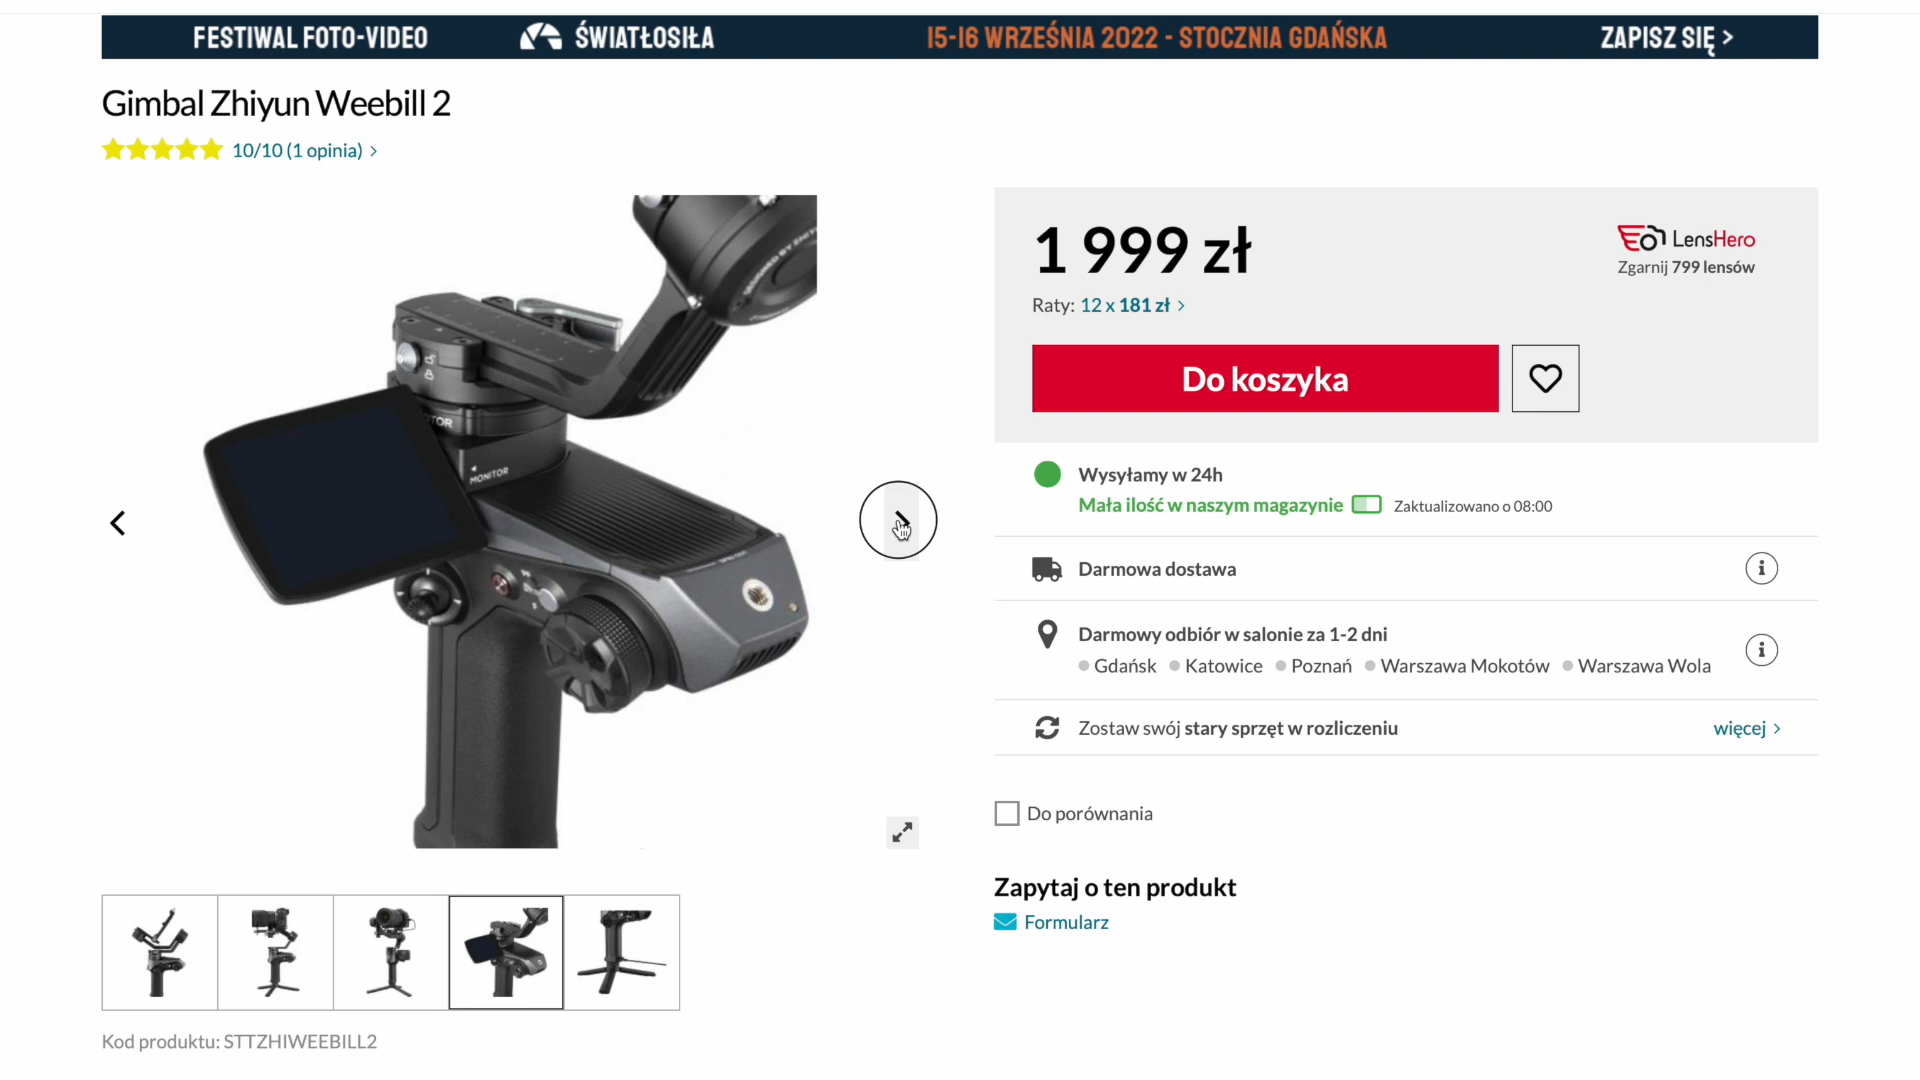 FESTIWAL FOTO-VIDEO ŚWIATŁOSIŁA 15-16 WRZEŚNIA 2022 - STOCZNIA GDAŃSKA ZAPISZ SIĘ >
Gimbal Zhiyun Weebill 2
10/10 (1 opinia) >
MONITOR
1 999 zł
LensHero
Zgarnij 799 lensów
Raty: 12 x 181 zł >
Do koszyka
Wysyłamy w 24h
Mała ilość w naszym magazynie Zaktualizowano o 08:00
Darmowa dostawa
Darmowy odbiór w salonie za 1-2 dni
Gdańsk Katowice Poznań Warszawa Mokotów Warszawa Wola
Zostaw swój stary sprzęt w rozliczeniu więcej >
Do porównania
Zapytaj o ten produkt
Formularz
Kod produktu: STTZHIWEEBILL2